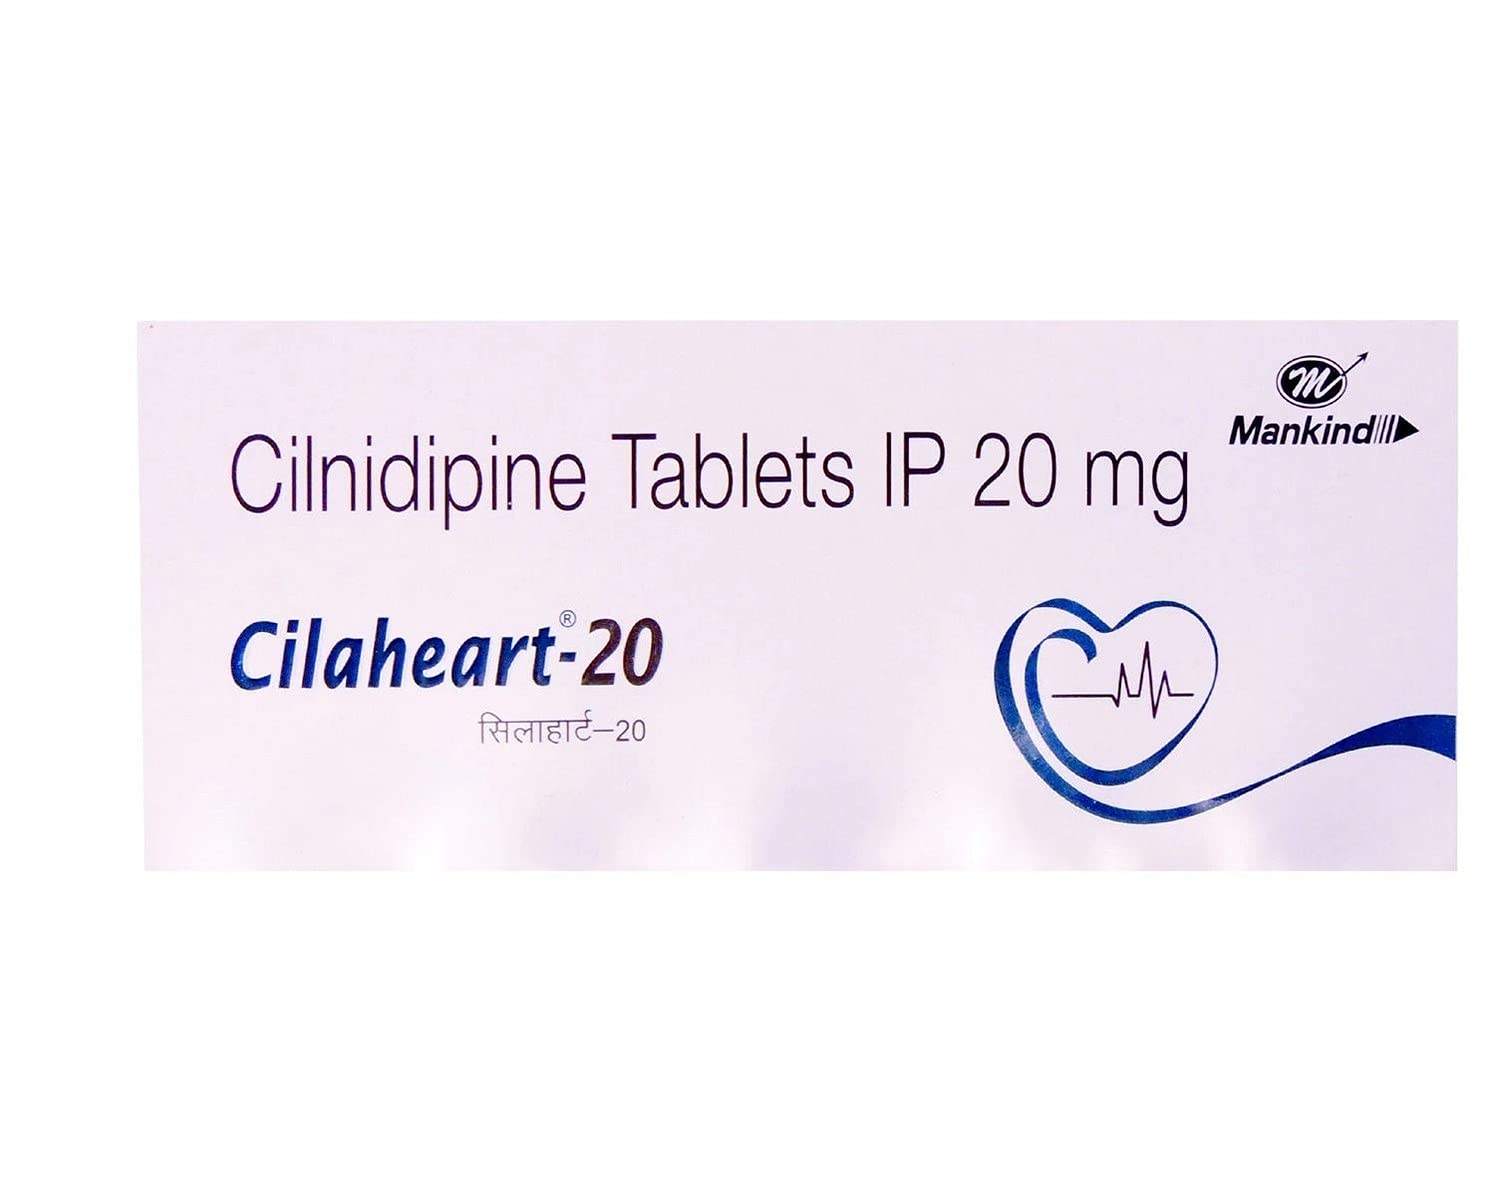 m
Mankind
Cilnidipine Tablets IP 20 mg
Cilaheart®-20
सिलाहार्ट–20